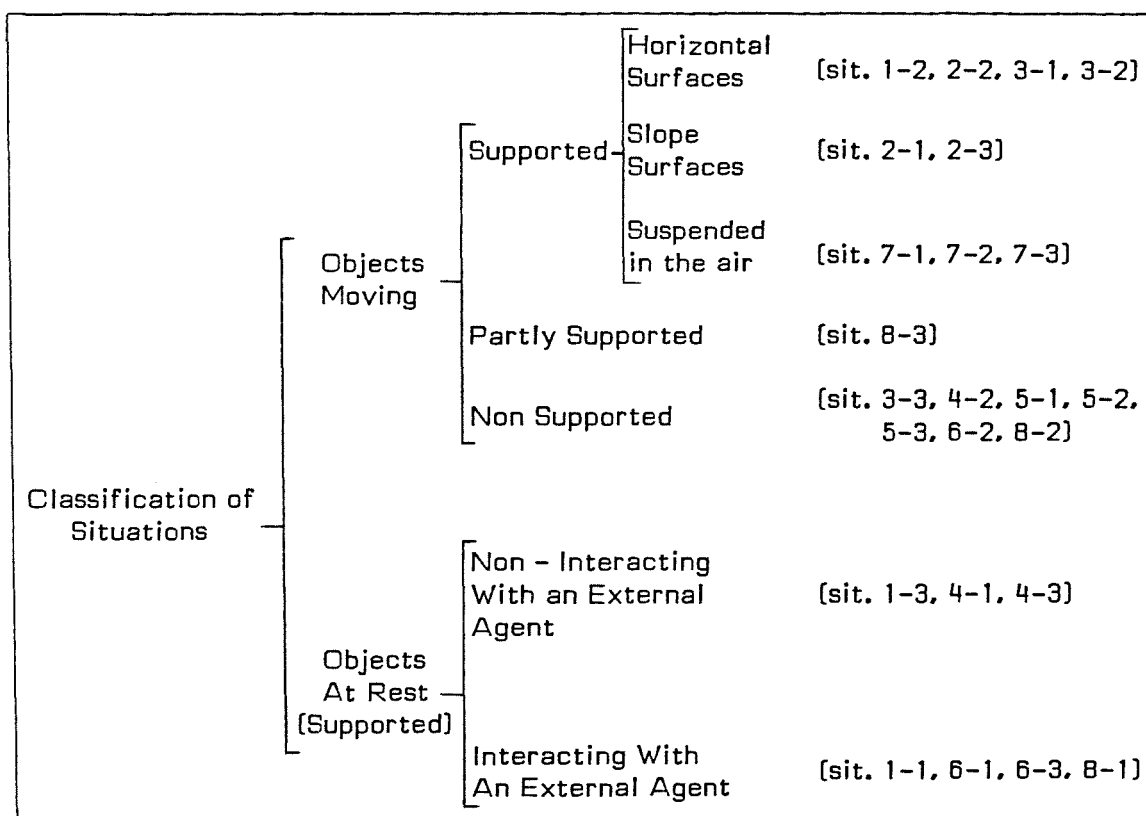 Horizontal
Surfaces
(sit. 1-2, 2-2, 3-1, 3-2)
Supported
Slope
Surfaces
(sit. 2-1, 2-3)
Suspended
in the air
(sit. 7-1, 7-2, 7-3)
Objects
Moving
Partly Supported
(sit. 8-3)
Non Supported
(sit. 3-3, 4-2, 5-1, 5-2,
5-3, 6-2, 8-2)
Classification of
Situations
Non - Interacting
With an External
Agent
(sit. 1-3, 4-1, 4-3)
Objects
At Rest
(Supported)
Interacting With
An External Agent
(sit. 1-1, 6-1, 6-3, 8-1)